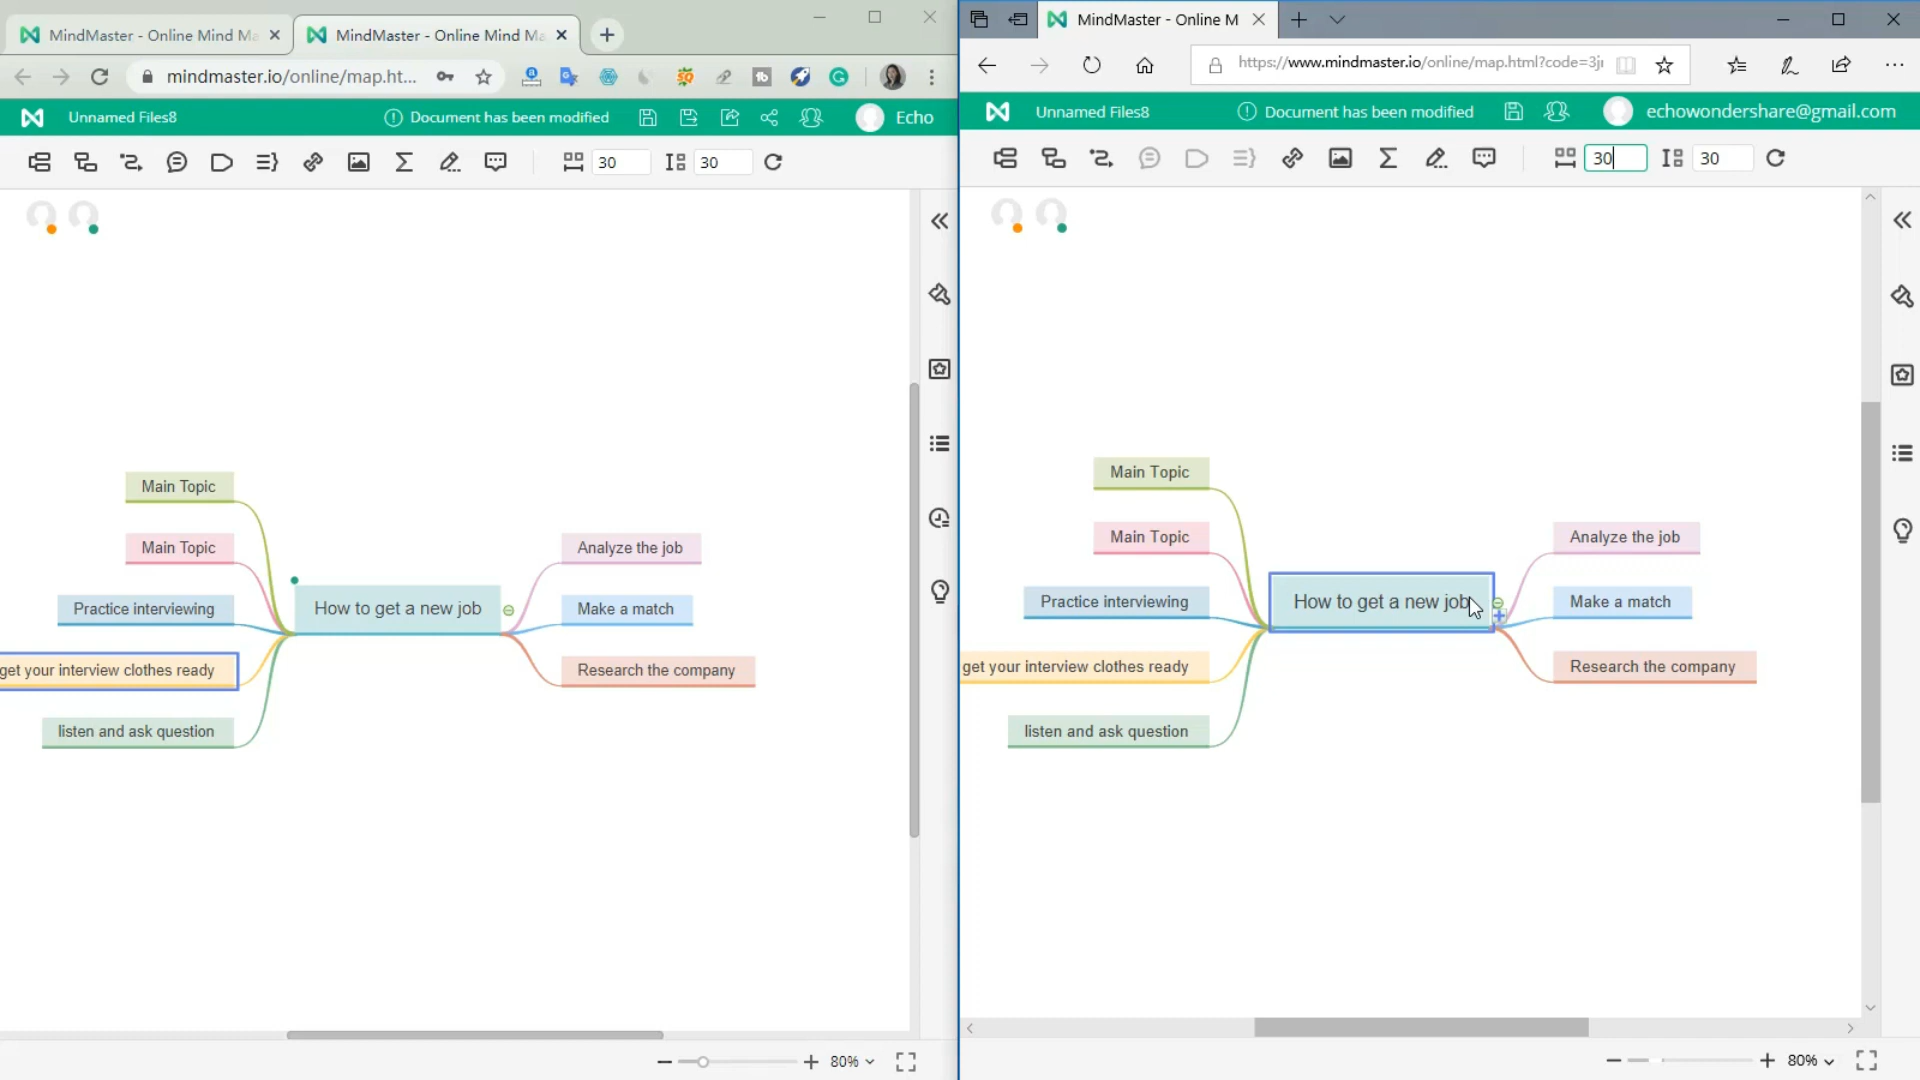 MindMaster - Online Mind Ma
MindMaster - Online Mind Ma
mindmaster.io/online/map.ht...
Unnamed Files8
Document has been modified
Echo
30
30
Main Topic
Main Topic
Practice interviewing
get your interview clothes ready
listen and ask question
How to get a new job
Analyze the job
Make a match
Research the company
80%
MindMaster - Online M
https://www.mindmaster.io/online/map.html?code=3ji
Unnamed Files8
Document has been modified
echowondershare@gmail.com
30
30
Main Topic
Main Topic
Practice interviewing
get your interview clothes ready
listen and ask question
How to get a new job
Analyze the job
Make a match
Research the company
80%